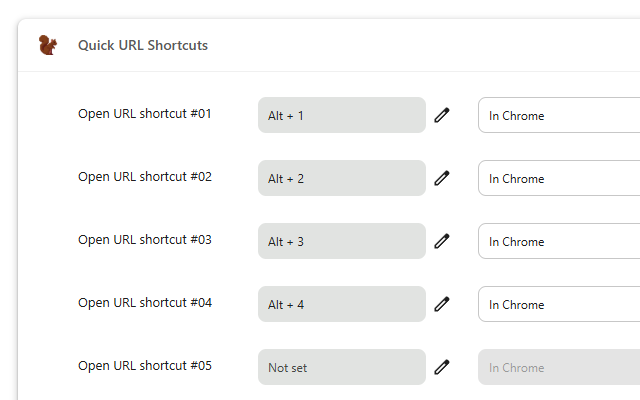 Quick URL Shortcuts
Open URL shortcut #01 Alt + 1 In Chrome
Open URL shortcut #02 Alt + 2 In Chrome
Open URL shortcut #03 Alt + 3 In Chrome
Open URL shortcut #04 Alt + 4 In Chrome
Open URL shortcut #05 Not set In Chrome